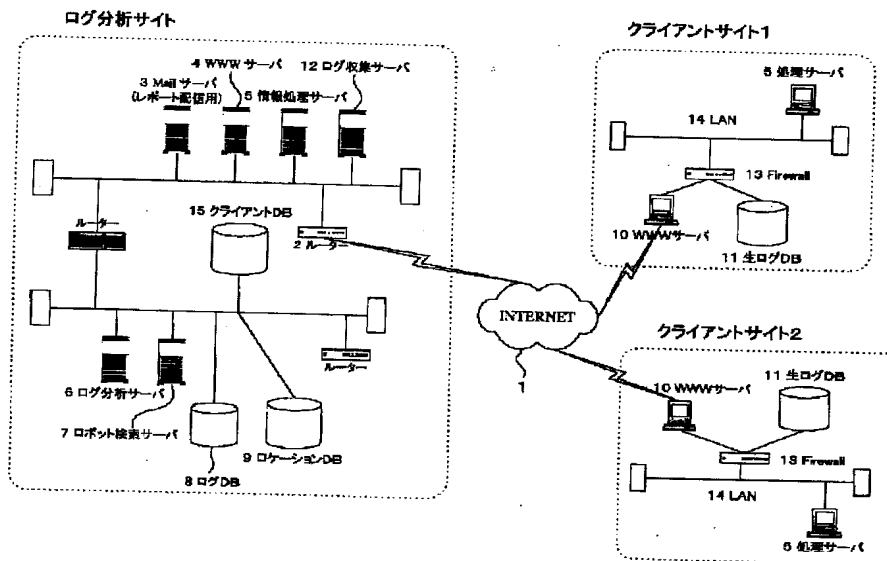 ログ分析サイト
4 WWW サーバ
12 ログ収集サーバ
3 Mail サーバ
(レポート配信用)
5 情報処理サーバ
ルーター
15 クライアントDB
2 ルーター
ルーター
6 ログ分析サーバ
7 ロボット検索サーバ
8 ログDB
9 ロケーションDB
INTERNET
1
クライアントサイト1
5 処理サーバ
14 LAN
13 Firewall
10 WWWサーバ
11 生ログDB
クライアントサイト2
10 WWWサーバ
11 生ログDB
13 Firewall
14 LAN
5 処理サーバ